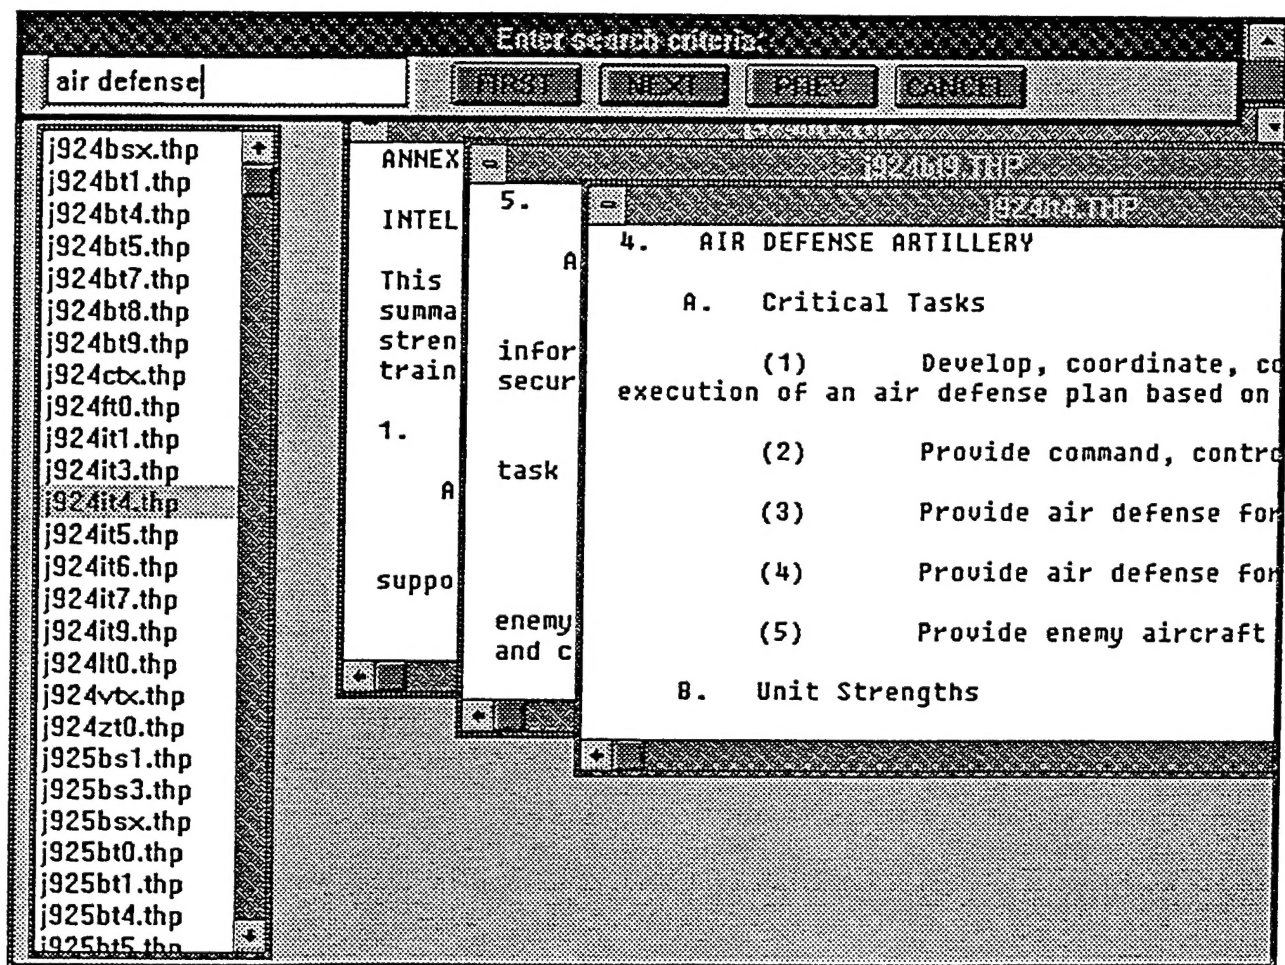 Enter search criteria:
air defense
FIRST NEXT PREV CANCEL
j924bsx.thp
j924bt1.thp
j924bt4.thp
j924bt5.thp
j924bt7.thp
j924bt8.thp
j924bt9.thp
j924ctx.thp
j924ft0.thp
j924it1.thp
j924it3.thp
j924it4.thp
j924it5.thp
j924it6.thp
j924it7.thp
j924it9.thp
j924lt0.thp
j924vtx.thp
j924zt0.thp
j925bs1.thp
j925bs3.thp
j925bsx.thp
j925bt0.thp
j925bt1.thp
j925bt4.thp
j925bt5.thp
ANNEX
INTEL
This
summa
stren
train
1.
A
suppo
j924bt9.THP
5.
A
infor
secur
task
enemy
and c
j924it4.THP
4. AIR DEFENSE ARTILLERY
A. Critical Tasks
(1) Develop, coordinate, co
execution of an air defense plan based on
(2) Provide command, contro
(3) Provide air defense for
(4) Provide air defense for
(5) Provide enemy aircraft
B. Unit Strengths